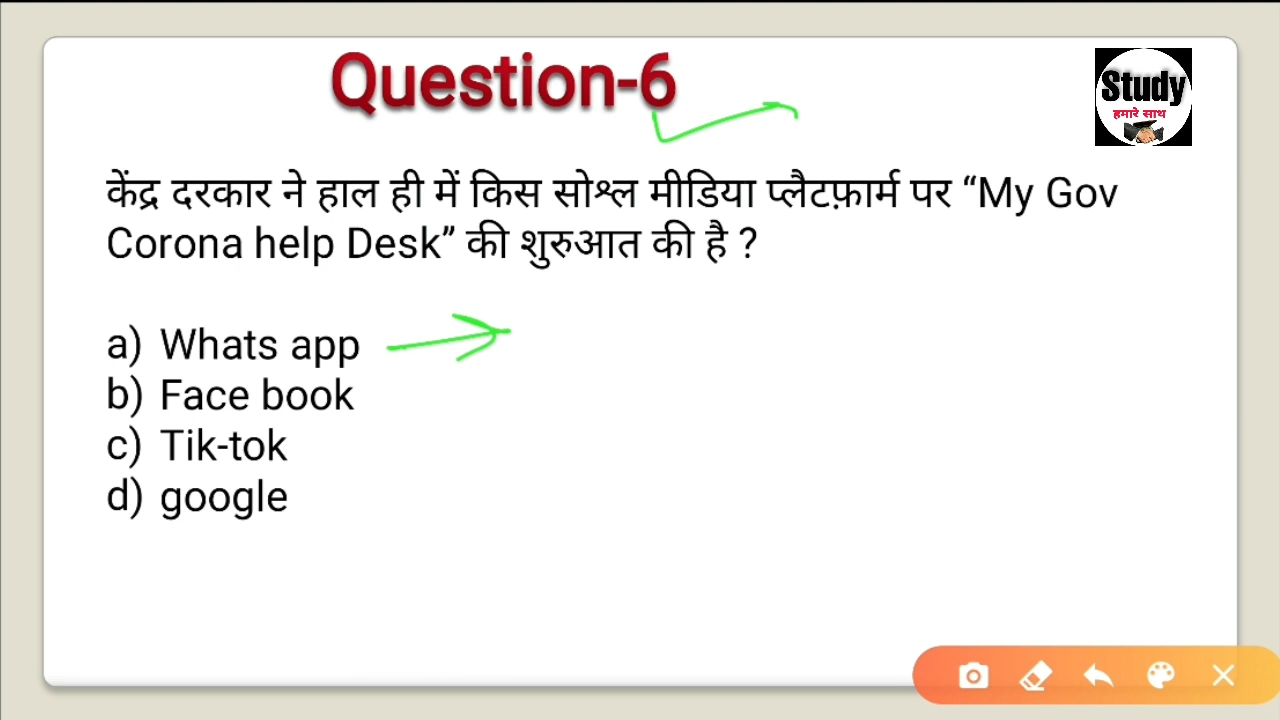 Question-6
Study
हमारे साथ
केंद्र दरकार ने हाल ही में किस सोश्ल मीडिया प्लैटफ़ार्म पर “My Gov
Corona help Desk” की शुरुआत की है ?
a) Whats app
b) Face book
c) Tik-tok
d) google